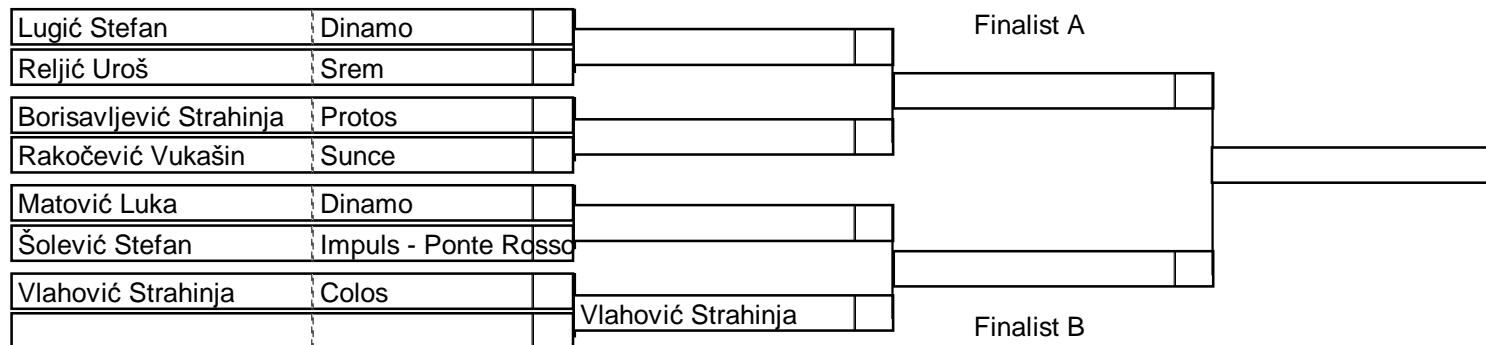 Lugić Stefan Dinamo
Finalist A
Reljić Uroš Srem
Borisavljević Strahinja Protos
Rakočević Vukašin Sunce
Matović Luka Dinamo
Šolević Stefan Impuls - Ponte Rosso
Vlahović Strahinja Colos
Vlahović Strahinja
Finalist B